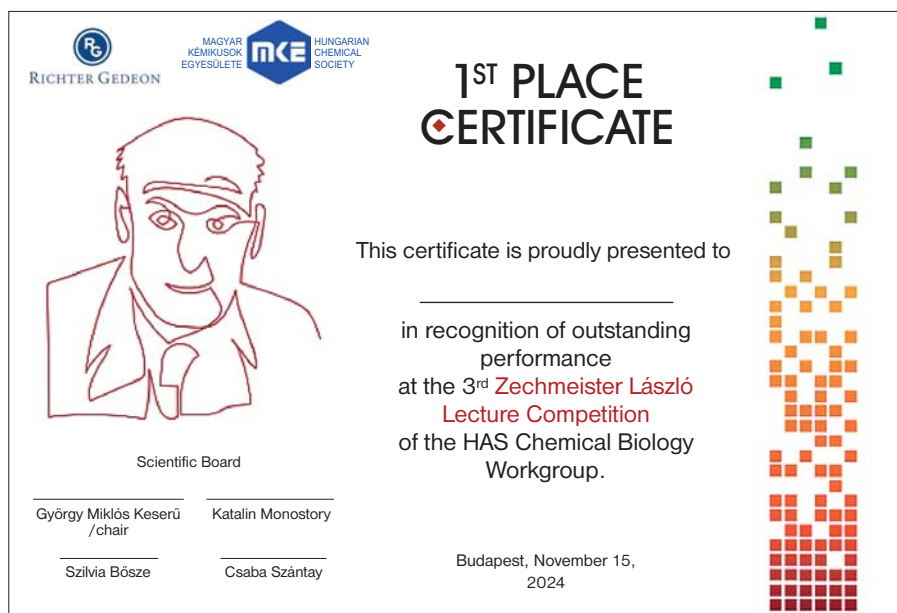 RG
RICHTER GEDEON
MAGYAR
KÉMIKUSOK
EGYESÜLETE
MKE
HUNGARIAN
CHEMICAL
SOCIETY
1ST PLACE
CERTIFICATE
This certificate is proudly presented to
in recognition of outstanding
performance
at the 3rd Zechmeister László
Lecture Competition
of the HAS Chemical Biology
Workgroup.
Scientific Board
György Miklós Keserű
/chair
Katalin Monostory
Szilvia Bősze
Csaba Szántay
Budapest, November 15,
2024